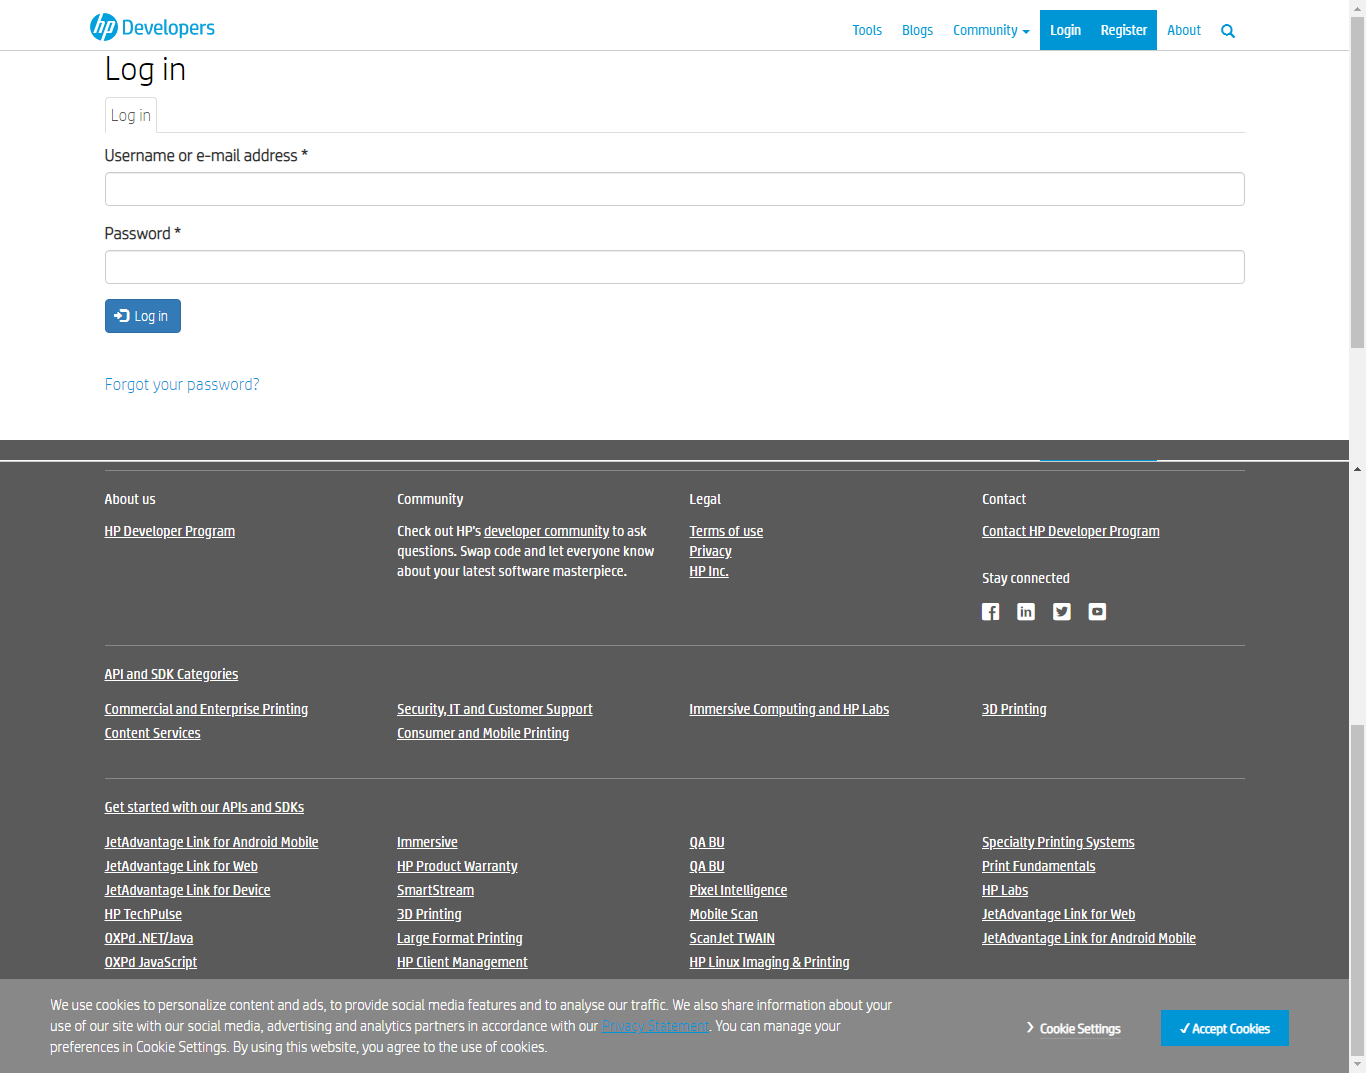 hp Developers
Tools Blogs Community Login Register About
Log in
Log in
Username or e-mail address *
Password *
Log in
Forgot your password?
About us
HP Developer Program
Community
Check out HP's developer community to ask
questions. Swap code and let everyone know
about your latest software masterpiece.
Legal
Terms of use
Privacy
HP Inc.
Contact
Contact HP Developer Program
Stay connected
API and SDK Categories
Commercial and Enterprise Printing
Content Services
Security, IT and Customer Support
Consumer and Mobile Printing
Immersive Computing and HP Labs
3D Printing
Get started with our APIs and SDKs
JetAdvantage Link for Android Mobile
JetAdvantage Link for Web
JetAdvantage Link for Device
HP TechPulse
OXPd .NET/Java
OXPd JavaScript
Immersive
HP Product Warranty
SmartStream
3D Printing
Large Format Printing
HP Client Management
QA BU
QA BU
Pixel Intelligence
Mobile Scan
ScanJet TWAIN
HP Linux Imaging & Printing
Specialty Printing Systems
Print Fundamentals
HP Labs
JetAdvantage Link for Web
JetAdvantage Link for Android Mobile
We use cookies to personalize content and ads, to provide social media features and to analyse our traffic. We also share information about your
use of our site with our social media, advertising and analytics partners in accordance with our Privacy Statement. You can manage your
preferences in Cookie Settings. By using this website, you agree to the use of cookies.
Cookie Settings
✓ Accept Cookies